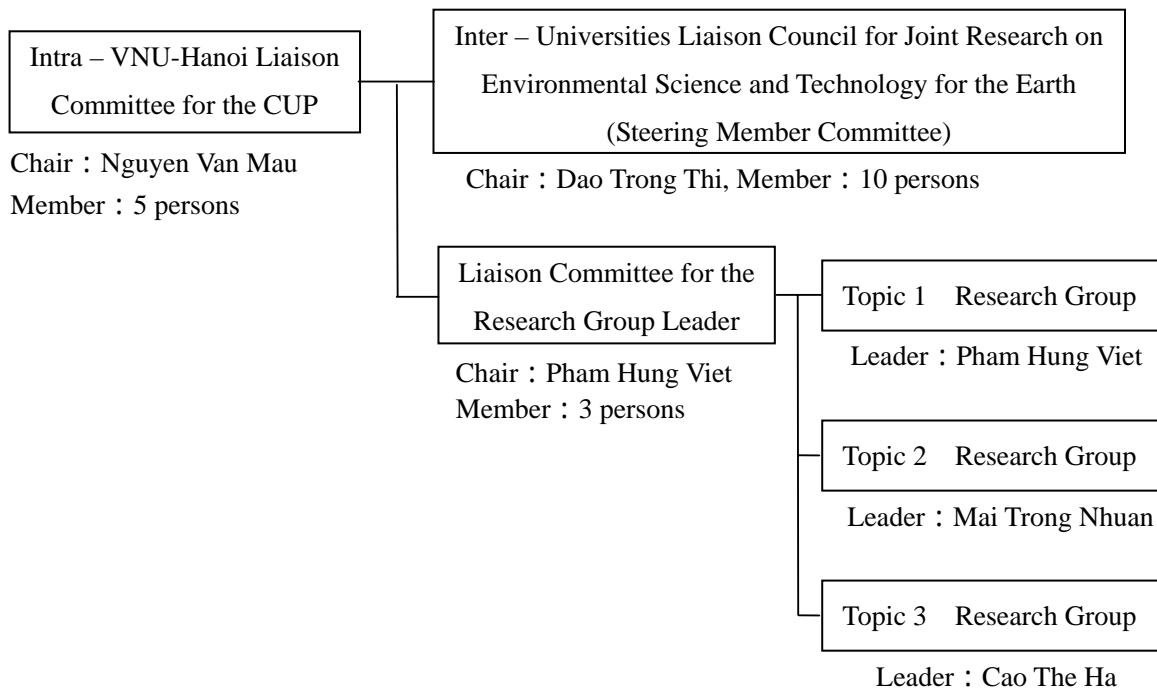 Intra – VNU-Hanoi Liaison
Committee for the CUP
Chair：Nguyen Van Mau
Member：5 persons
Inter – Universities Liaison Council for Joint Research on
Environmental Science and Technology for the Earth
(Steering Member Committee)
Chair：Dao Trong Thi, Member：10 persons
Liaison Committee for the
Research Group Leader
Chair：Pham Hung Viet
Member：3 persons
Topic 1 Research Group
Leader：Pham Hung Viet
Topic 2 Research Group
Leader：Mai Trong Nhuan
Topic 3 Research Group
Leader：Cao The Ha